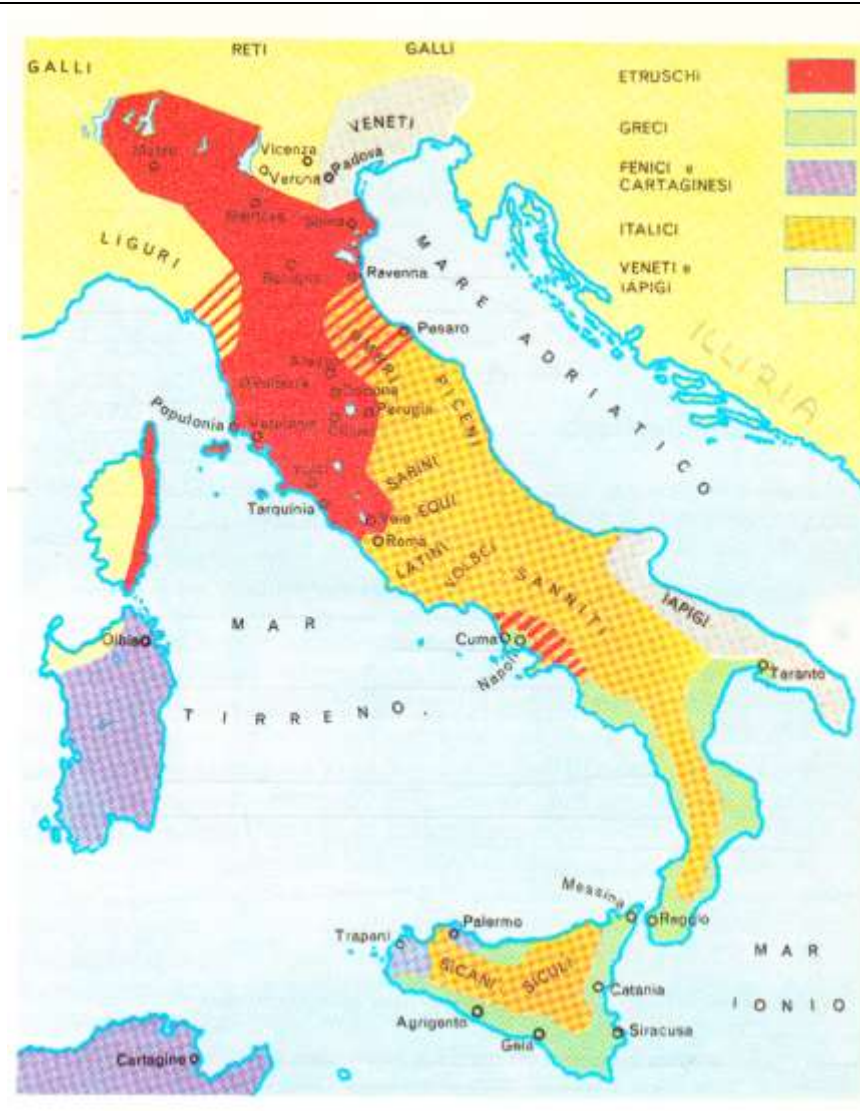 RETI
GALLI
GALLI
ETRUSCHI
VENETI
GRECI
Vicenza
Padova
Verona
FENICI e
CARTAGINESI
ITALICI
LIGURI
MARE ADRIATICO
VENETI e
IAPIGI
Ravenna
Pesaro
ILLIRIA
UMBRI
PICENI
Perugia
Populonia
SABINI
Tarquinia
Veio
EQUI
Roma
LATINI
VOLSCI
SANNITI
IAPIGI
MAR
TIRRENO.
Olbia
Cuma
Napoli
Taranto
Messina
Reggio
Palermo
Trapani
MAR
IONIO
SICANI
SICULI
Catania
Agrigento
Gela
Siracusa
Cartagine